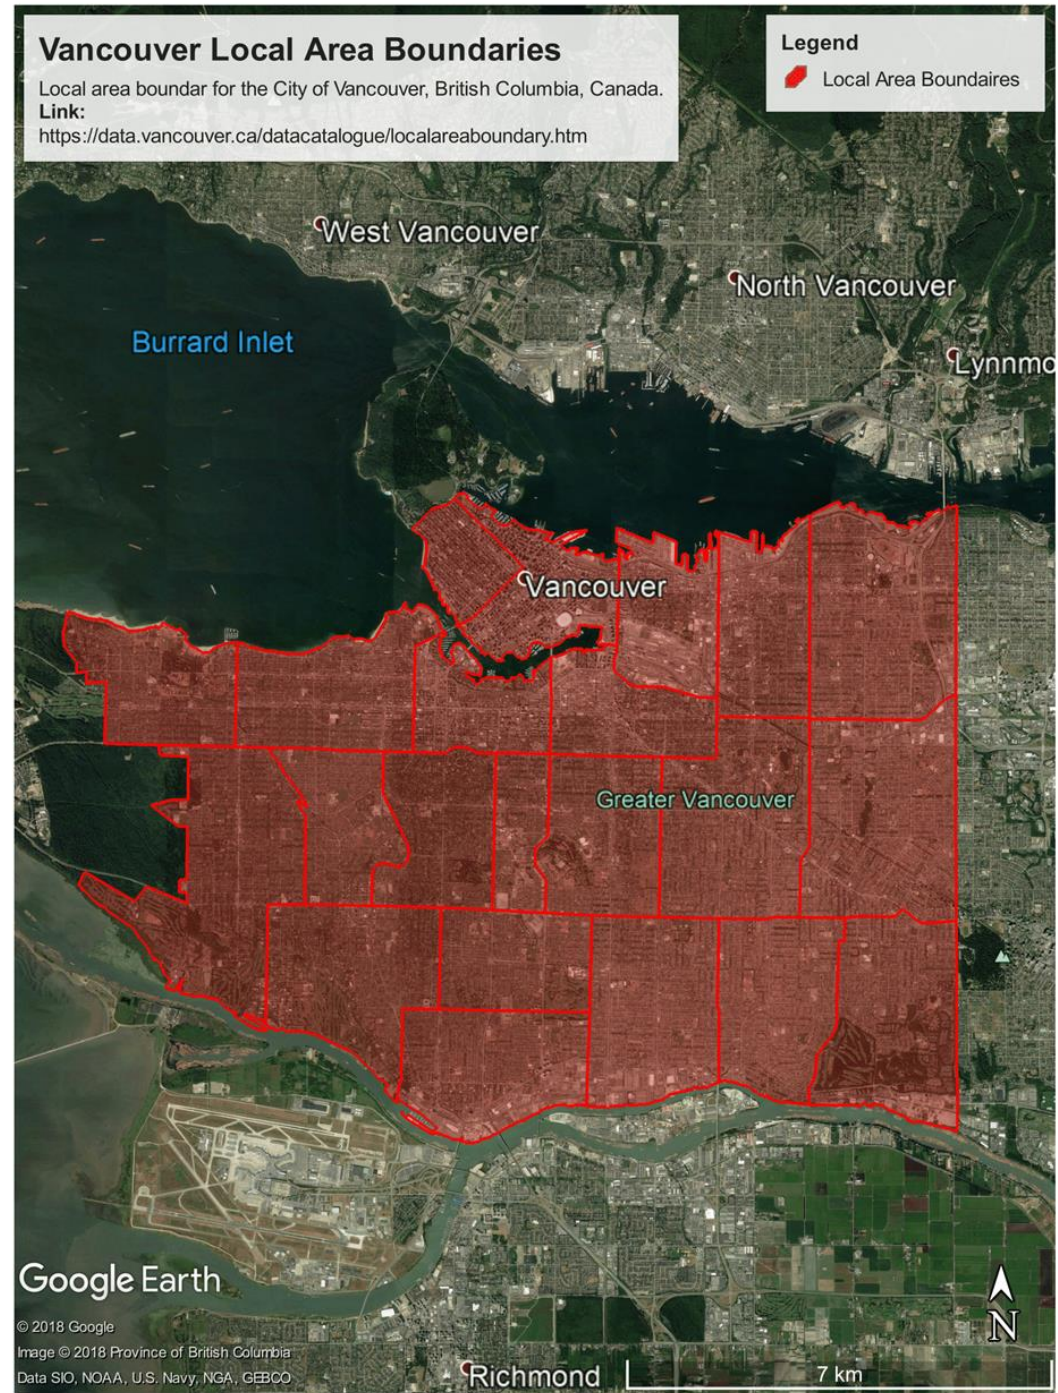 Vancouver Local Area Boundaries
Local area boundar for the City of Vancouver, British Columbia, Canada.
Link:
https://data.vancouver.ca/datacatalogue/localareaboundary.htm
Legend
Local Area Boundaires
West Vancouver
North Vancouver
Burrard Inlet
Lynnmo
Vancouver
Greater Vancouver
Google Earth
© 2018 Google
Image © 2018 Province of British Columbia
Data SIO, NOAA, U.S. Navy, NGA, GEBCO
N
Richmond
7 km